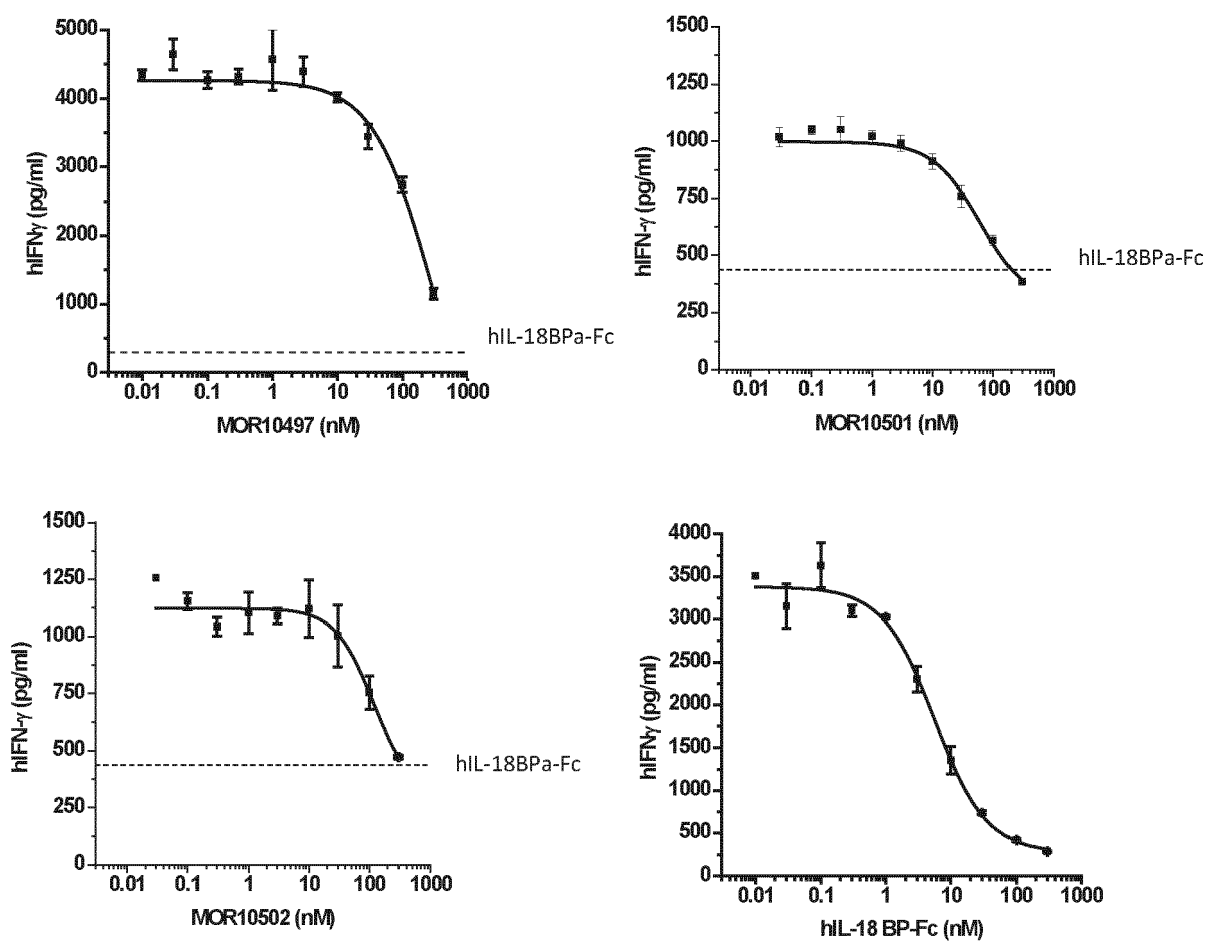 5000
4000
3000
2000
1000
0
hIFNγ (pg/ml)
0.01 0.1 1 10 100 1000
MOR10497 (nM)
hIL-18BPa-Fc
1500
1250
1000
750
500
250
0
hIFN-γ (pg/ml)
0.01 0.1 1 10 100 1000
MOR10501 (nM)
hIL-18BPa-Fc
1500
1250
1000
750
500
250
0
hIFN-γ (pg/ml)
0.01 0.1 1 10 100 1000
MOR10502 (nM)
hIL-18BPa-Fc
4000
3500
3000
2500
2000
1500
1000
500
0
hIFNγ (pg/ml)
0.01 0.1 1 10 100 1000
hIL-18 BP-Fc (nM)